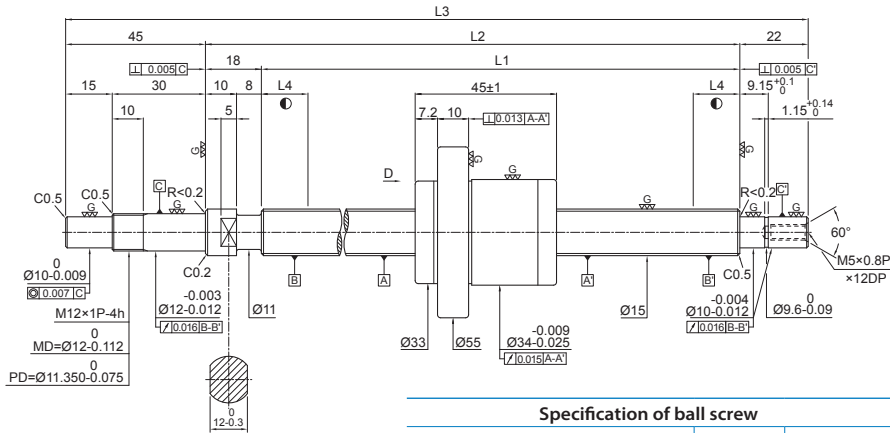 L3
45 L2 22
⊥ 0.005 C 18 L1 ⊥ 0.005 C'
15 30 10 8 L4 45±1 L4 9.15 +0.1 0
10 5 7.2 10 ⊥ 0.013 A-A' 1.15 +0.14 0
G G G G
D
C0.5 C0.5 G C G R<0.2 G R<0.2 G C' G
60°
C0.2 C0.5 M5×0.8P
×12DP
B A A' B'
0
Ø10-0.009
◎ 0.007 C
-0.003
Ø12-0.012
↗ 0.016 B-B'
Ø11
Ø15
-0.004
Ø10-0.012
↗ 0.016 B-B'
0
Ø9.6-0.09
M12×1P-4h
0
MD=Ø12-0.112
0
PD=Ø11.350-0.075
Ø33 Ø55
-0.009
Ø34-0.025
↗ 0.015 A-A'
0
12-0.3
Specification of ball screw